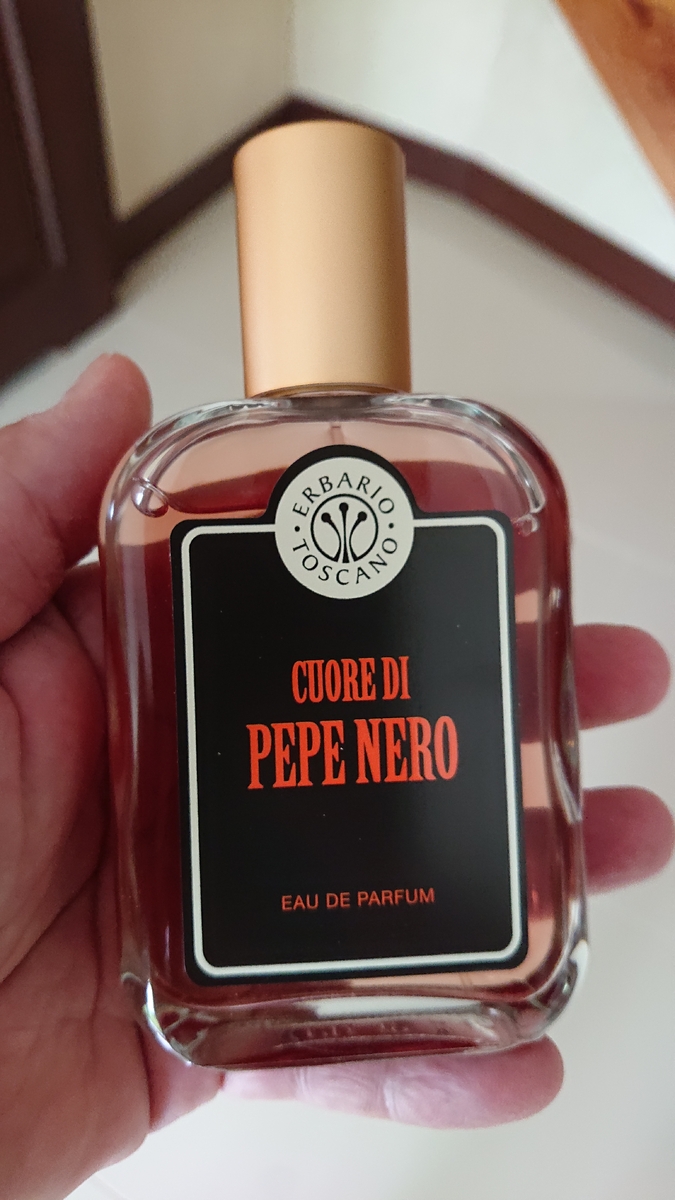 ERBARIO
TOSCANO
CUORE DI
PEPE NERO
EAU DE PARFUM